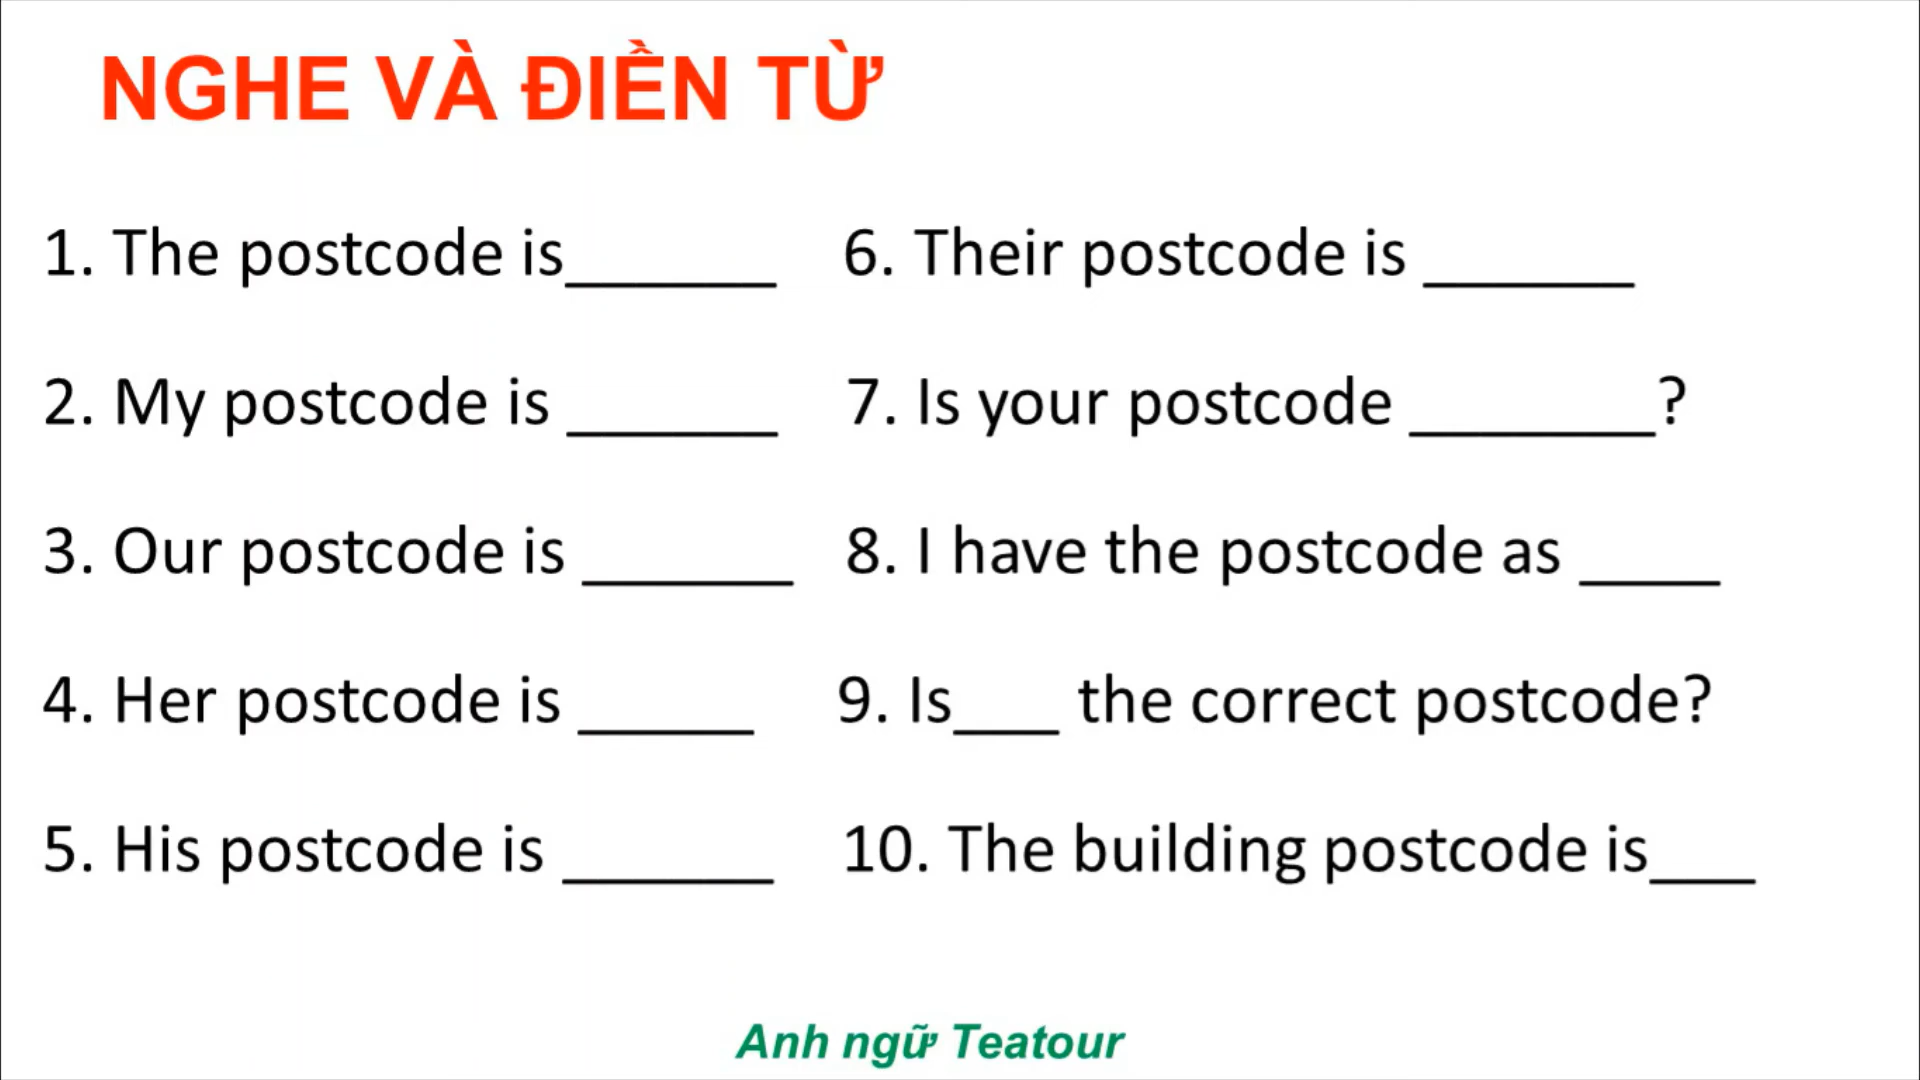 NGHE VÀ ĐIỀN TỪ
1. The postcode is______
2. My postcode is ______
3. Our postcode is ______
4. Her postcode is _____
5. His postcode is ______
6. Their postcode is ______
7. Is your postcode _______?
8. I have the postcode as ____
9. Is___ the correct postcode?
10. The building postcode is___
Anh ngữ Teatour